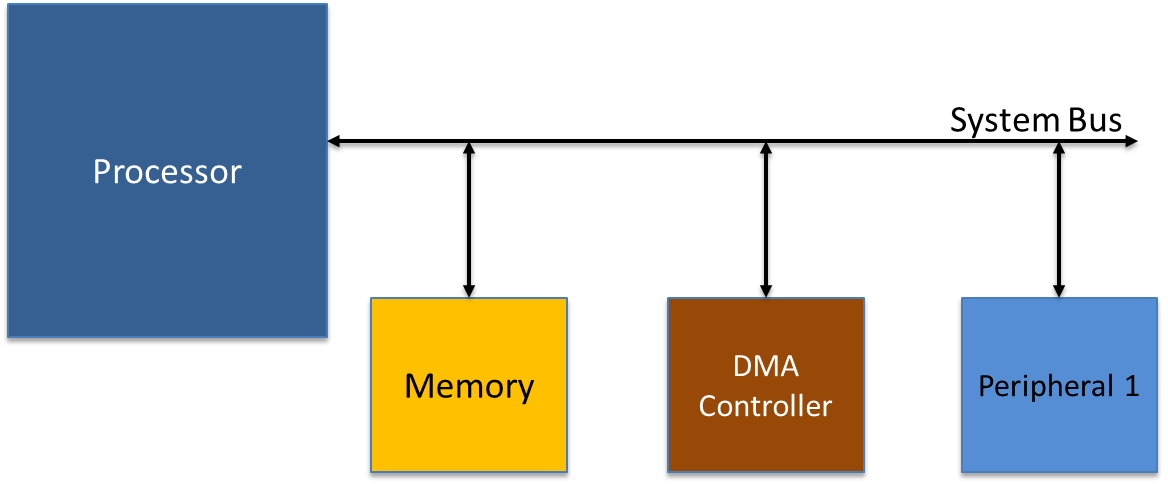 System Bus
Processor
Memory
DMA
Controller
Peripheral 1